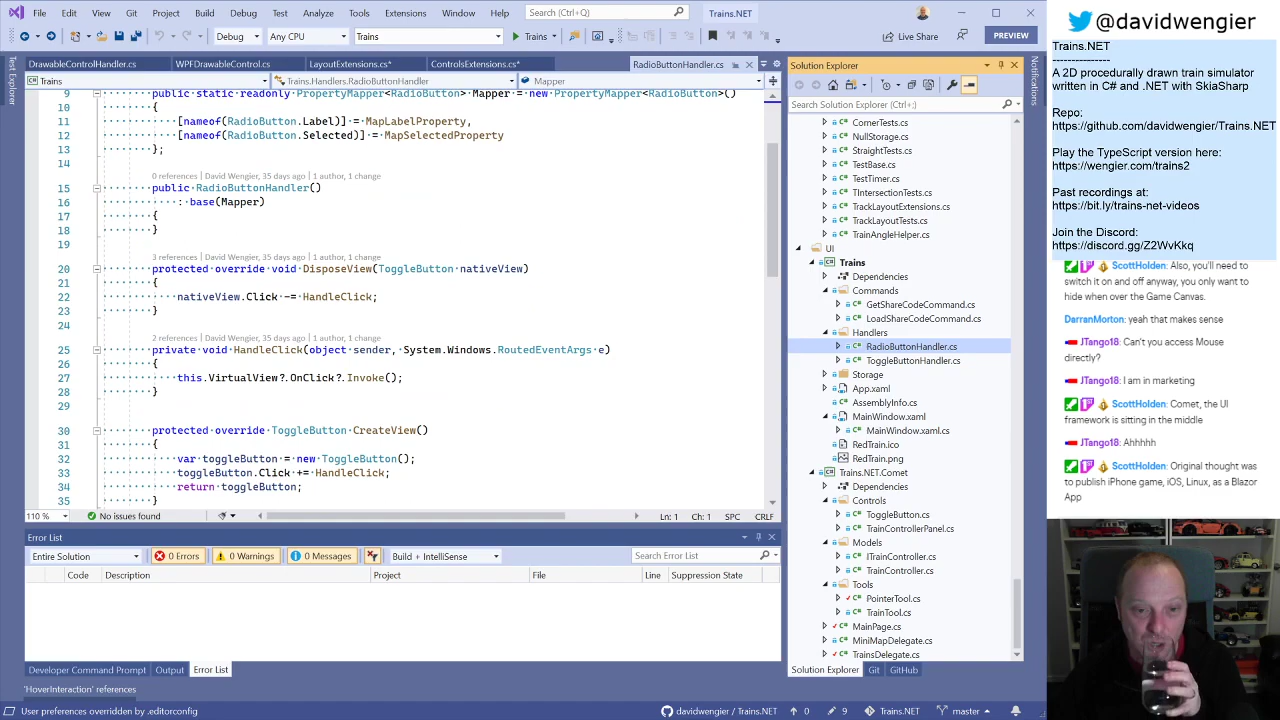 File Edit View Git Project Build Debug Test Analyze Tools Extensions Window Help Search (Ctrl+Q) Trains.NET
Debug Any CPU Trains Trains Live Share PREVIEW
DrawableControlHandler.cs WPFDrawableControl.cs LayoutExtensions.cs* ControlsExtensions.cs* RadioButtonHandler.cs
Test Explorer
Trains Trains.Handlers.RadioButtonHandler Mapper
9 public static readonly PropertyMapper<RadioButton> Mapper = new PropertyMapper<RadioButton>()
10 {
11 [nameof(RadioButton.Label)] = MapLabelProperty,
12 [nameof(RadioButton.Selected)] = MapSelectedProperty
13 };
14
0 references | David Wengier, 35 days ago | 1 author, 1 change
15 public RadioButtonHandler()
16 : base(Mapper)
17 {
18 }
19
3 references | David Wengier, 35 days ago | 1 author, 1 change
20 protected override void DisposeView(ToggleButton nativeView)
21 {
22 nativeView.Click -= HandleClick;
23 }
24
2 references | David Wengier, 35 days ago | 1 author, 1 change
25 private void HandleClick(object sender, System.Windows.RoutedEventArgs e)
26 {
27 this.VirtualView?.OnClick?.Invoke();
28 }
29
30 protected override ToggleButton CreateView()
31 {
32 var toggleButton = new ToggleButton();
33 toggleButton.Click += HandleClick;
34 return toggleButton;
35 }
110 % No issues found Ln: 1 Ch: 1 SPC CRLF
Error List
Entire Solution 0 Errors 0 Warnings 0 Messages Build + IntelliSense Search Error List
Code Description Project File Line Suppression State
Developer Command Prompt Output Error List
'HoverInteraction' references
User preferences overridden by .editorconfig
davidwengier/Trains.NET 0 9 Trains.NET master
Solution Explorer
Search Solution Explorer (Ctrl+;)
CornerTests.cs
NullStorage.cs
StraightTests.cs
TestBase.cs
TestTimer.cs
TIntersectionTests.cs
TrackLayoutExtensions.cs
TrackLayoutTests.cs
TrainAngleHelper.cs
UI
Trains
Dependencies
Commands
GetShareCodeCommand.cs
LoadShareCodeCommand.cs
Handlers
RadioButtonHandler.cs
ToggleButtonHandler.cs
Storage
App.xaml
AssemblyInfo.cs
MainWindow.xaml
MainWindow.xaml.cs
RedTrain.ico
RedTrain.png
Trains.NET.Comet
Dependencies
Controls
ToggleButton.cs
TrainControllerPanel.cs
Models
ITrainController.cs
TrainController.cs
Tools
PointerTool.cs
TrainTool.cs
MainPage.cs
MiniMapDelegate.cs
TrainsDelegate.cs
Solution Explorer Git GitHub
Notifications
@davidwengier
Trains.NET
-------------
A 2D procedurally drawn train simulator
written in C# and .NET with SkiaSharp
Repo:
https://github.com/davidwengier/Trains.NET
Play the TypeScript version here:
https://wengier.com/trains2
Past recordings at:
https://bit.ly/trains-net-videos
Join the Discord:
https://discord.gg/Z2WvKkq
ScottHolden: Also, you'll need to
switch it on and off anyway, you only want to
hide when over the Game Canvas.
DarranMorton: yeah that makes sense
JTango18: Can't you access Mouse
directly?
JTango18: I am in marketing
ScottHolden: Comet, the UI
framework is sitting in the middle
JTango18: Ahhhhh
ScottHolden: Original thought was
to publish iPhone game, iOS, Linux, as a Blazor
App